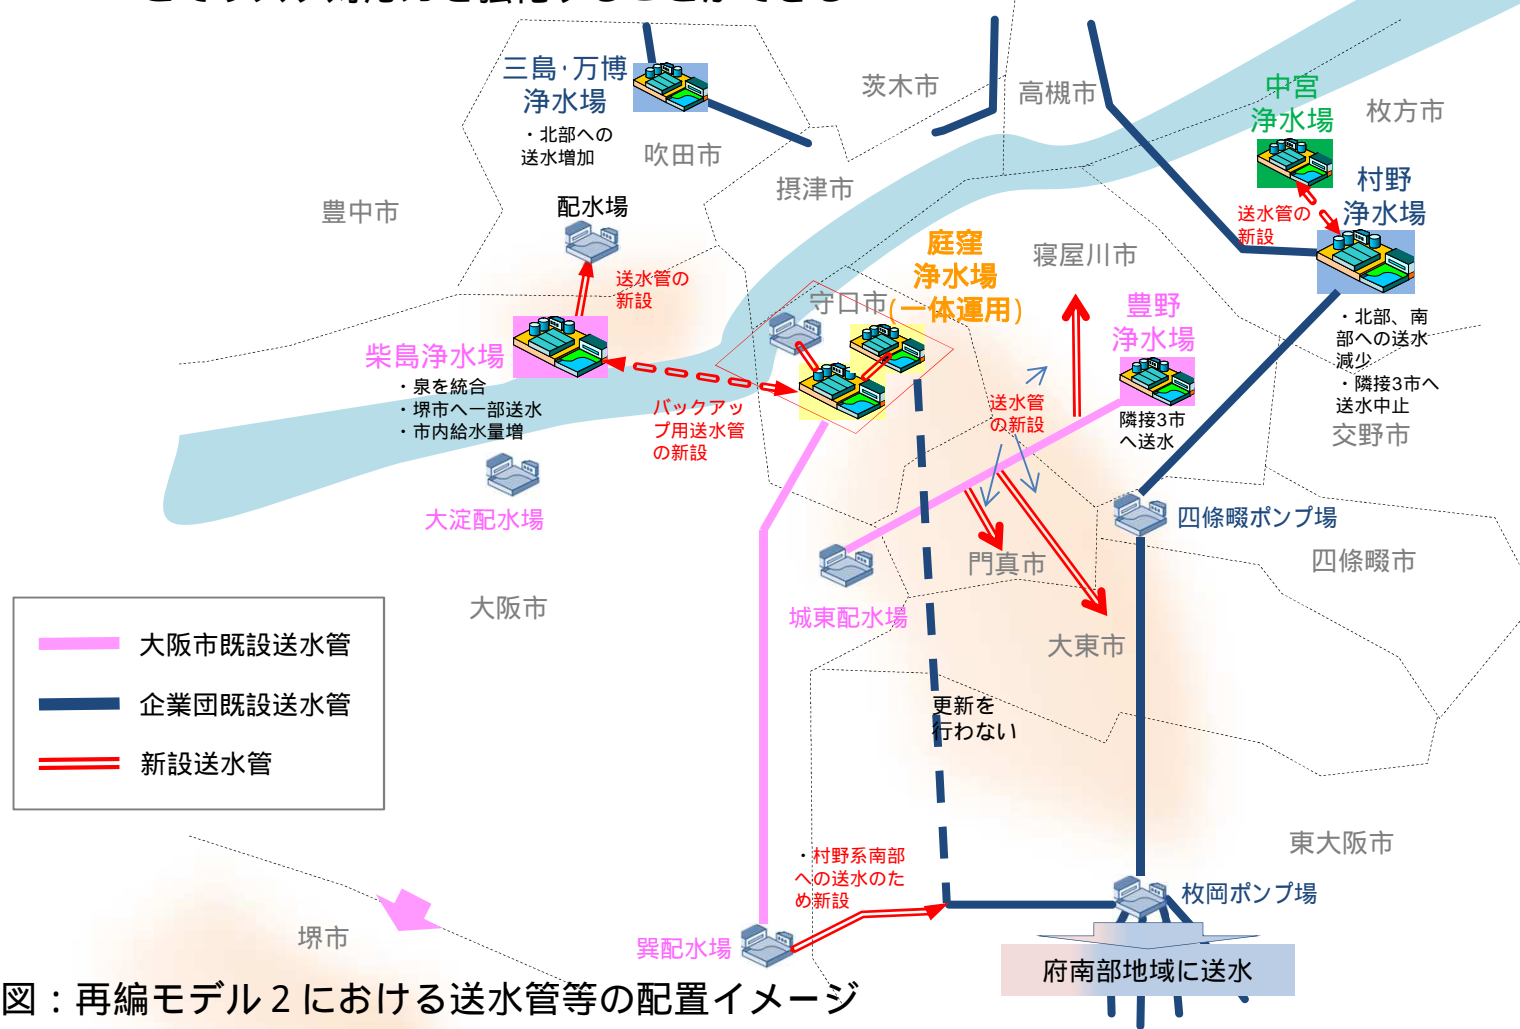 三島・万博
浄水場
・北部への
送水増加
吹田市
茨木市
高槻市
中宮
浄水場
枚方市
村野
浄水場
送水管の
新設
豊中市
配水場
摂津市
庭窪
浄水場
(一体運用)
寝屋川市
守口市
送水管の
新設
豊野
浄水場
・北部、南
部への送水
減少
・隣接3市へ
送水中止
柴島浄水場
・泉を統合
・堺市へ一部送水
・市内給水量増
バックアッ
プ用送水管
の新設
送水管
の新設
隣接3市
へ送水
交野市
大淀配水場
四條畷ポンプ場
門真市
四條畷市
大阪市
城東配水場
大東市
大阪市既設送水管
企業団既設送水管
新設送水管
更新を
行わない
東大阪市
・村野系南部
への送水のた
め新設
枚岡ポンプ場
堺市
巽配水場
府南部地域に送水
図：再編モデル２における送水管等の配置イメージ